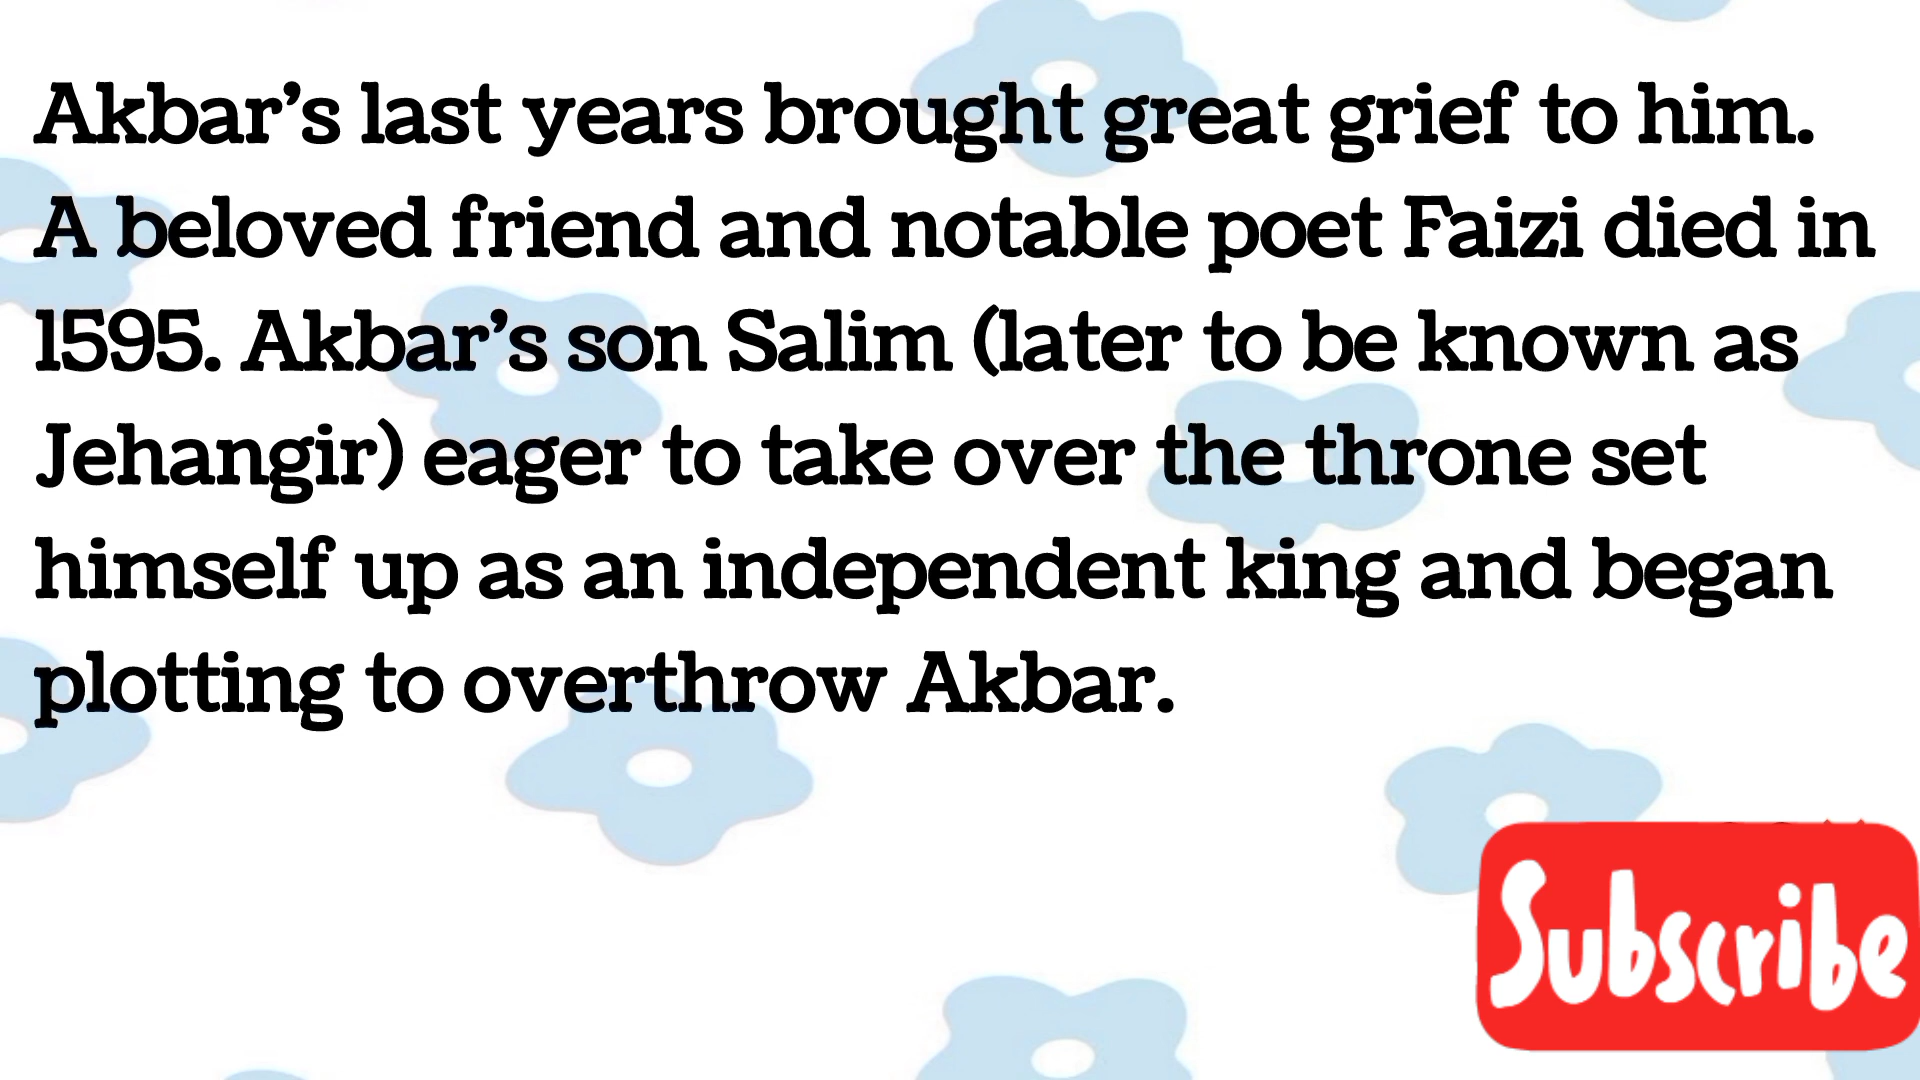 Akbar’s last years brought great grief to him.
A beloved friend and notable poet Faizi died in
1595. Akbar’s son Salim (later to be known as
Jehangir) eager to take over the throne set
himself up as an independent king and began
plotting to overthrow Akbar.
Subscribe